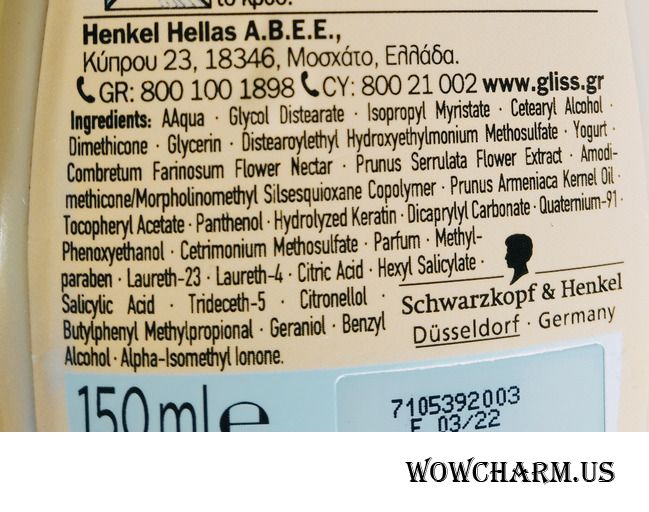 το κρύο.
Henkel Hellas A.B.E.E.,
Κύπρου 23, 18346, Μοσχάτο, Ελλάδα.
GR: 800 100 1898 CY: 800 21 002 www.gliss.gr
Ingredients: AAqua · Glycol Distearate · Isopropyl Myristate · Cetearyl Alcohol ·
Dimethicone · Glycerin · Distearoylethyl Hydroxyethylmonium Methosulfate · Yogurt ·
Combretum Farinosum Flower Nectar · Prunus Serrulata Flower Extract · Amodi-
methicone/Morpholinomethyl Silsesquioxane Copolymer · Prunus Armeniaca Kernel Oil ·
Tocopheryl Acetate · Panthenol · Hydrolyzed Keratin · Dicaprylyl Carbonate · Quaternium-91 ·
Phenoxyethanol · Cetrimonium Methosulfate · Parfum · Methyl-
paraben · Laureth-23 · Laureth-4 · Citric Acid · Hexyl Salicylate ·
Salicylic Acid · Trideceth-5 · Citronellol ·
Butylphenyl Methylpropional · Geraniol · Benzyl
Alcohol · Alpha-Isomethyl Ionone.
Schwarzkopf & Henkel
Düsseldorf · Germany
150 ml e
7105392003
E 03/22
WOWCHARM.US